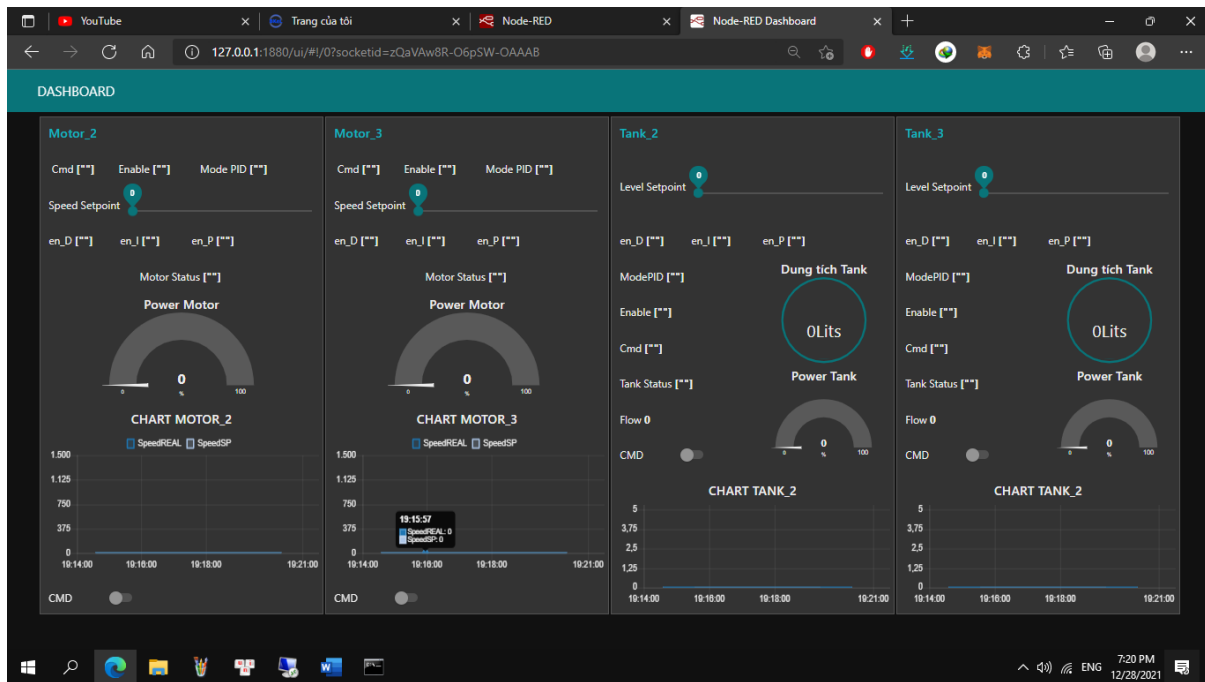 YouTube
Trang của tôi
Node-RED
Node-RED Dashboard
127.0.0.1:1880/ui/#!/0?socketid=zQaVAw8R-O6pSW-OAAAB
DASHBOARD
Motor_2
Cmd [""] Enable [""] Mode PID [""]
0
Speed Setpoint
en_D [""] en_I [""] en_P [""]
Motor Status [""]
Power Motor
0
0 % 100
CHART MOTOR_2
SpeedREAL SpeedSP
1.500
1.125
750
375
0
19:14:00 19:16:00 19:18:00 19:21:00
CMD
Motor_3
Cmd [""] Enable [""] Mode PID [""]
0
Speed Setpoint
en_D [""] en_I [""] en_P [""]
Motor Status [""]
Power Motor
0
0 % 100
CHART MOTOR_3
SpeedREAL SpeedSP
1.500
1.125
750
375
0
19:15:57
SpeedREAL: 0
SpeedSP: 0
19:14:00 19:16:00 19:18:00 19:21:00
CMD
Tank_2
0
Level Setpoint
en_D [""] en_I [""] en_P [""]
ModePID [""]
Enable [""]
Cmd [""]
Tank Status [""]
Flow 0
CMD
Dung tích Tank
0Lits
Power Tank
0
0 % 100
CHART TANK_2
5
3,75
2,5
1,25
0
19:14:00 19:16:00 19:18:00 19:21:00
Tank_3
0
Level Setpoint
en_D [""] en_I [""] en_P [""]
ModePID [""]
Enable [""]
Cmd [""]
Tank Status [""]
Flow 0
CMD
Dung tích Tank
0Lits
Power Tank
0
0 % 100
CHART TANK_2
5
3,75
2,5
1,25
0
19:14:00 19:16:00 19:18:00 19:21:00
ENG
7:20 PM
12/28/2021